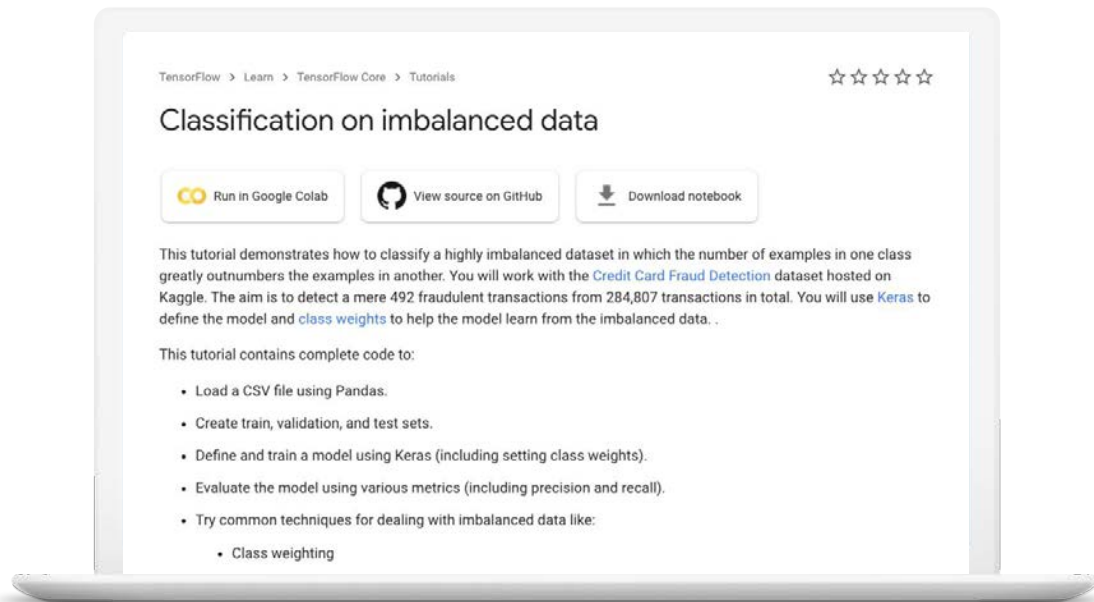 TensorFlow > Learn > TensorFlow Core > Tutorials
Classification on imbalanced data
Run in Google Colab
View source on GitHub
Download notebook
This tutorial demonstrates how to classify a highly imbalanced dataset in which the number of examples in one class
greatly outnumbers the examples in another. You will work with the Credit Card Fraud Detection dataset hosted on
Kaggle. The aim is to detect a mere 492 fraudulent transactions from 284,807 transactions in total. You will use Keras to
define the model and class weights to help the model learn from the imbalanced data. .
This tutorial contains complete code to:
• Load a CSV file using Pandas.
• Create train, validation, and test sets.
• Define and train a model using Keras (including setting class weights).
• Evaluate the model using various metrics (including precision and recall).
• Try common techniques for dealing with imbalanced data like:
• Class weighting